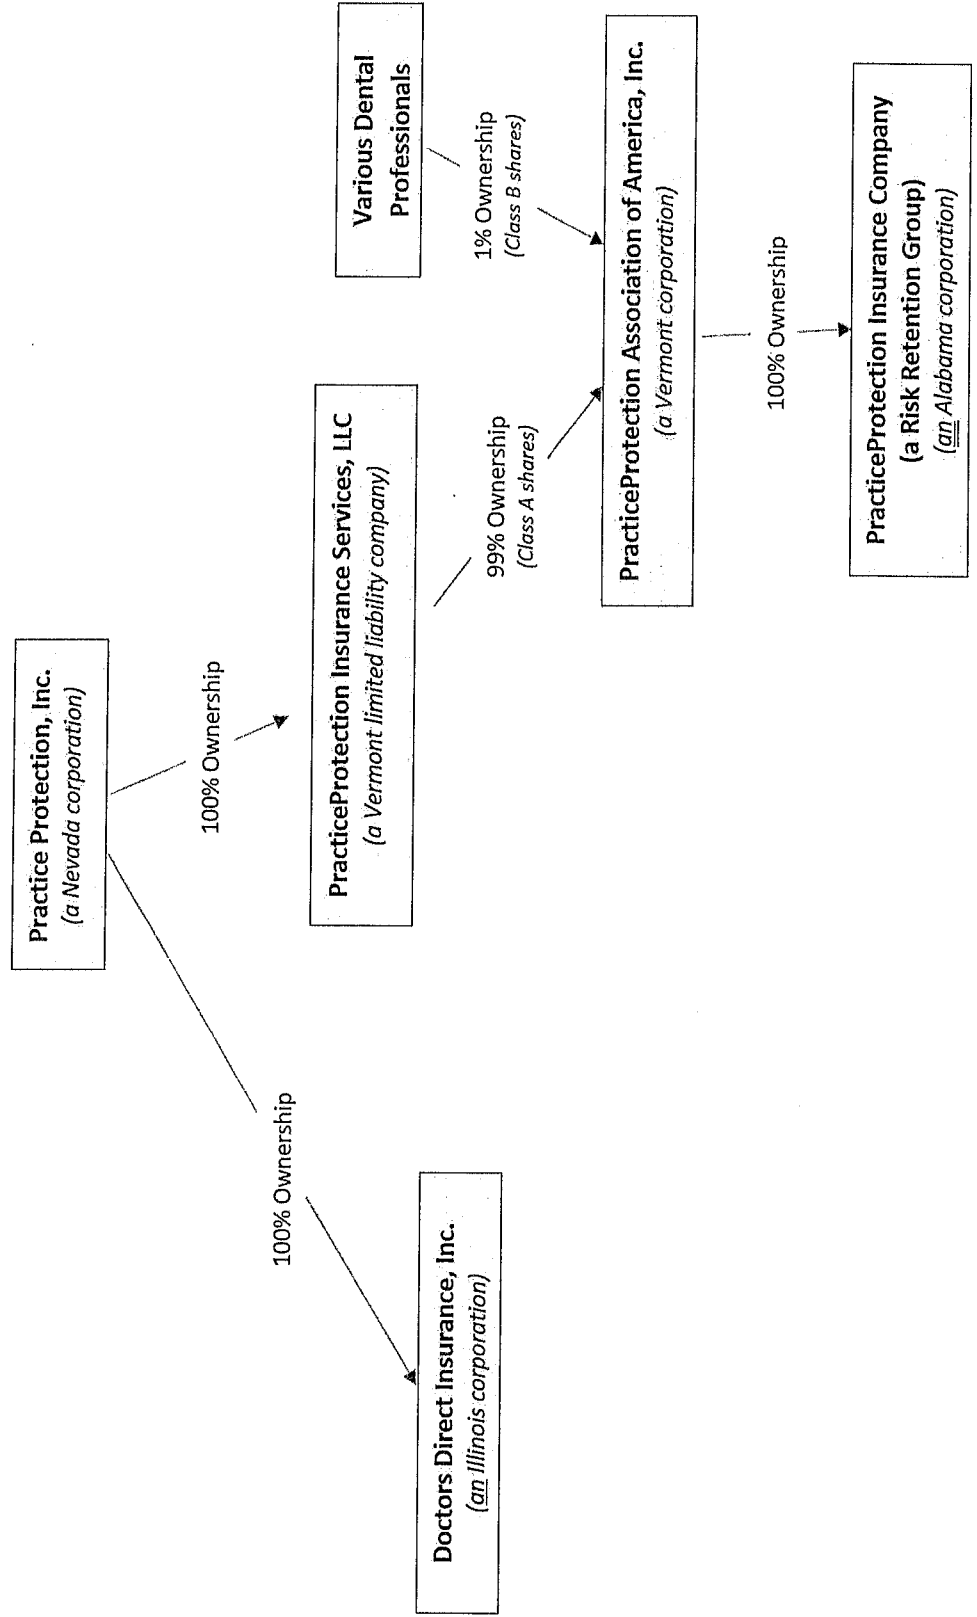 Practice Protection, Inc.
(a Nevada corporation)
100% Ownership
100% Ownership
Doctors Direct Insurance, Inc.
(an Illinois corporation)
PracticeProtection Insurance Services, LLC
(a Vermont limited liability company)
Various Dental
Professionals
99% Ownership
(Class A shares)
1% Ownership
(Class B shares)
PracticeProtection Association of America, Inc.
(a Vermont corporation)
100% Ownership
PracticeProtection Insurance Company
(a Risk Retention Group)
(an Alabama corporation)